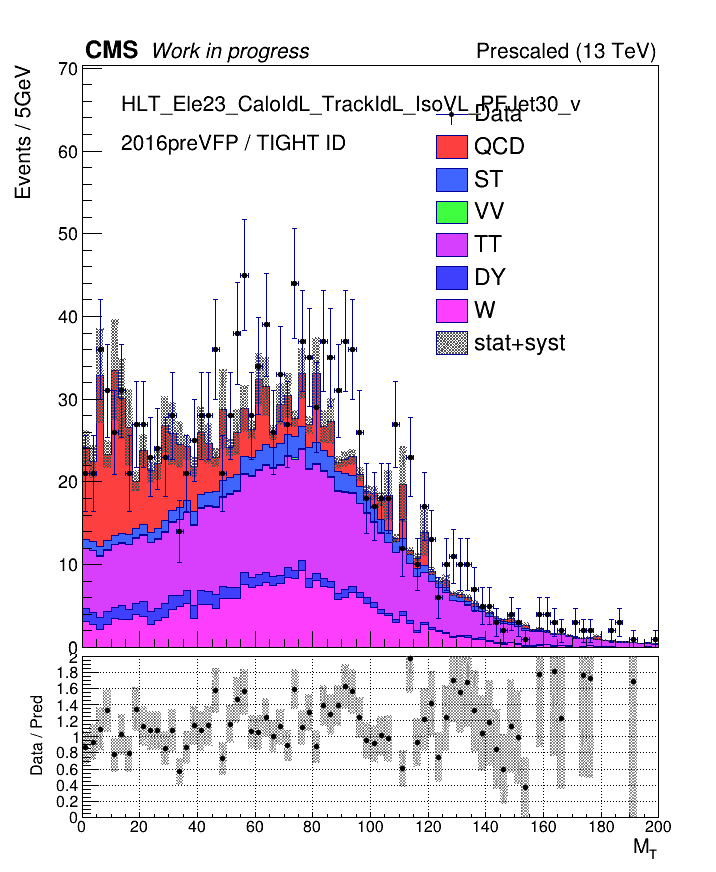 CMS Work in progress Prescaled (13 TeV)
Events / 5GeV
70
60
50
40
30
20
10
0
HLT_Ele23_CaloIdL_TrackIdL_IsoVL_PFJet30_v
2016preVFP / TIGHT ID
Data
QCD
ST
VV
TT
DY
W
stat+syst
Data / Pred
2
1.8
1.6
1.4
1.2
1
0.8
0.6
0.4
0.2
0
0 20 40 60 80 100 120 140 160 180 200
M_T